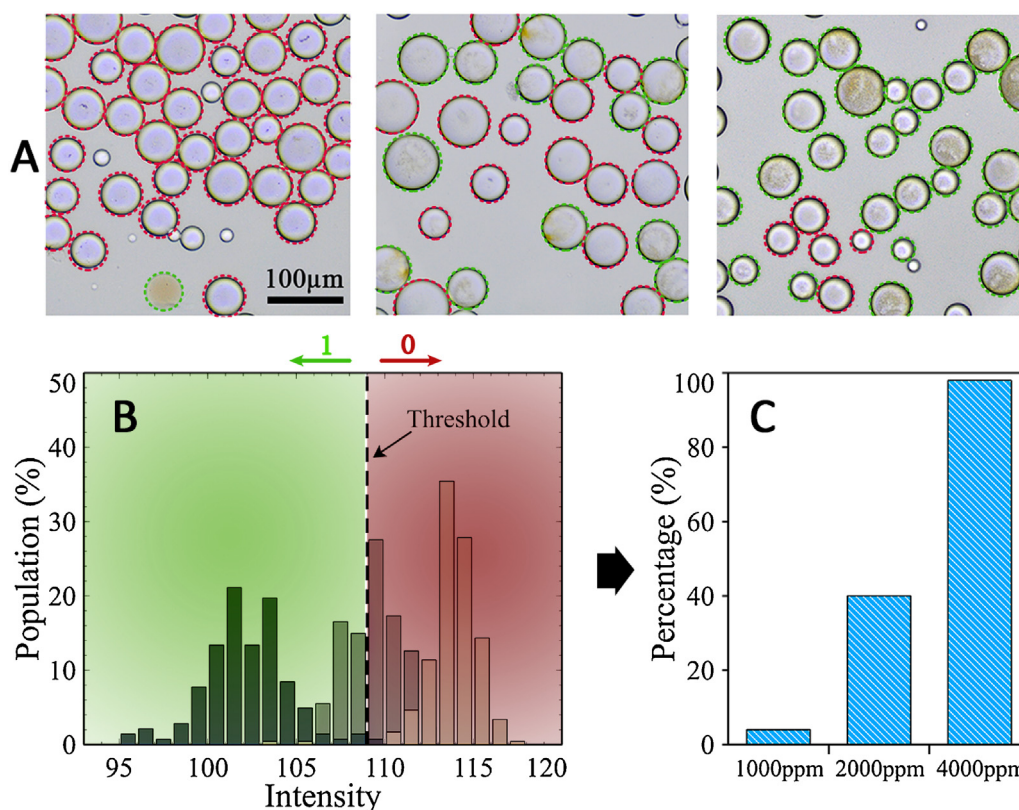 A
100µm
1 0
B
Threshold
Population (%)
50
40
30
20
10
0
95 100 105 110 115 120
Intensity
C
Percentage (%)
100
80
60
40
20
0
1000ppm 2000ppm 4000ppm